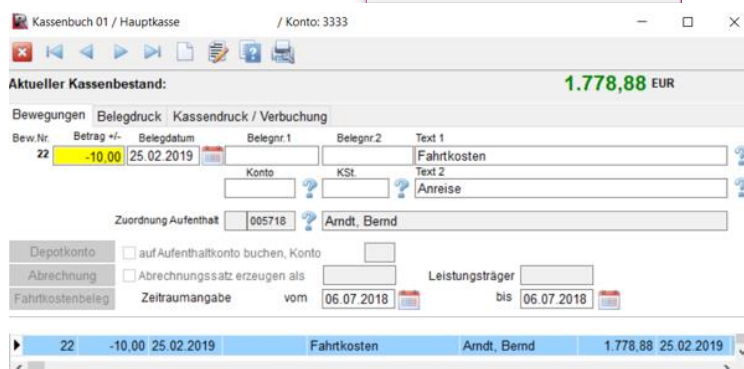 Kassenbuch 01 / Hauptkasse / Konto: 3333
Aktueller Kassenbestand: 1.778,88 EUR
Bewegungen Belegdruck Kassendruck / Verbuchung
Bew.Nr. Betrag +/- Belegdatum Belegnr.1 Belegnr.2 Text 1
22 -10,00 25.02.2019 Fahrtkosten
Konto KSt. Text 2
Anreise
Zuordnung Aufenthalt 005718 Arndt, Bernd
Depotkonto auf Aufenthaltkonto buchen, Konto
Abrechnung Abrechnungssatz erzeugen als Leistungsträger
Fahrtkostenbeleg Zeitraumangabe vom 06.07.2018 bis 06.07.2018
22 -10,00 25.02.2019 Fahrtkosten Arndt, Bernd 1.778,88 25.02.2019